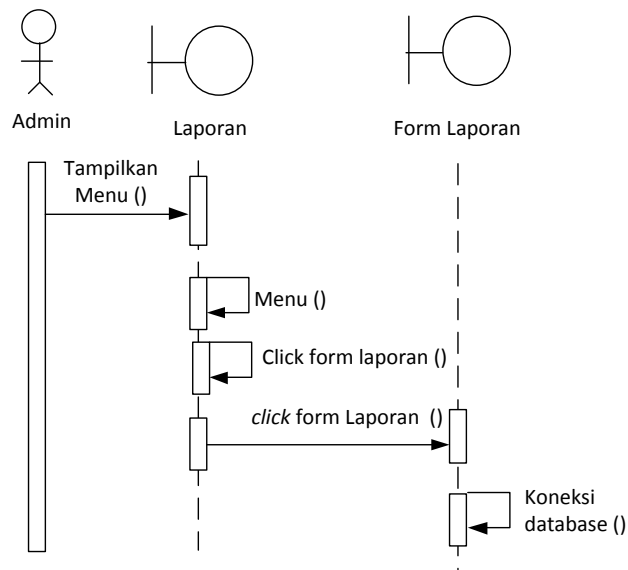 Admin
Laporan
Form Laporan
Tampilkan
Menu ()
Menu ()
Click form laporan ()
click form Laporan  ()
Koneksi
database ()